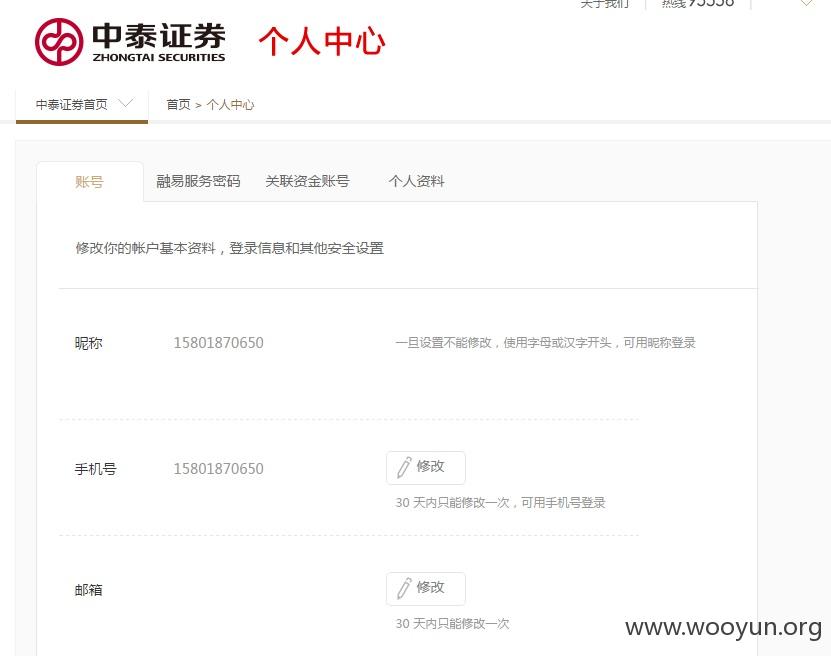 关于我们 热线 95538
中泰证券 个人中心
ZHONGTAI SECURITIES
中泰证券首页 首页 > 个人中心
账号 融易服务密码 关联资金账号 个人资料
修改你的帐户基本资料，登录信息和其他安全设置
昵称 15801870650 一旦设置不能修改，使用字母或汉字开头，可用昵称登录
手机号 15801870650 修改
30 天内只能修改一次，可用手机号登录
邮箱 修改
30 天内只能修改一次
www.wooyun.org